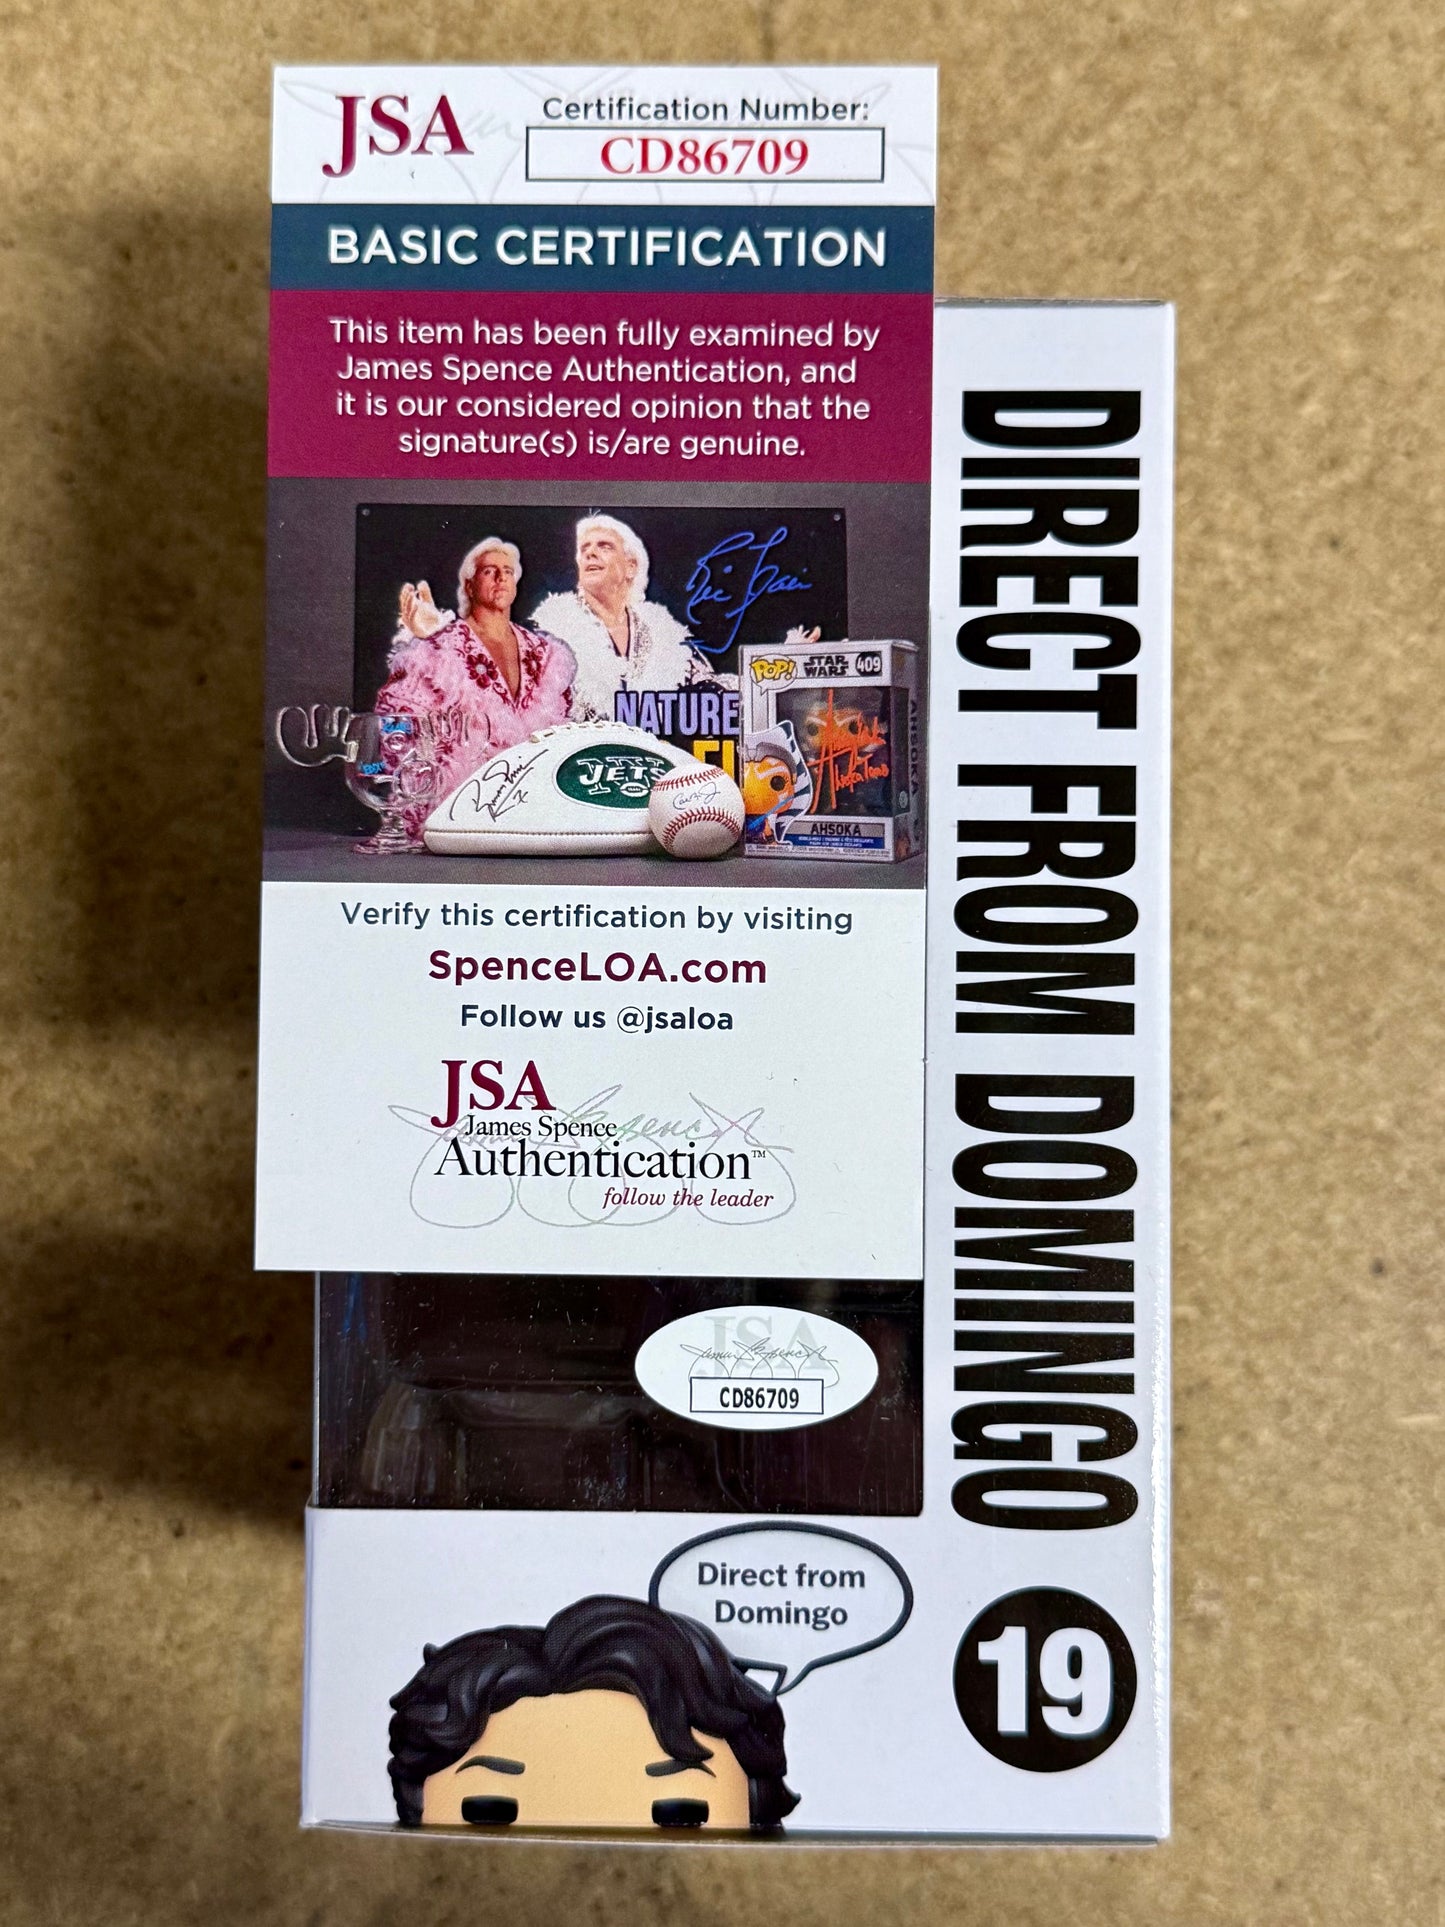 JSA
Certification Number:
CD86709
BASIC CERTIFICATION
This item has been fully examined by
James Spence Authentication, and
it is our considered opinion that the
signature(s) is/are genuine.
NATURE
JETS
POP!
STAR
WARS
409
AHSOKA
AHSOKA
Verify this certification by visiting
SpenceLOA.com
Follow us @jsaloa
JSA
James Spence
Authentication™
follow the leader
JSA
CD86709
Direct from
Domingo
DIRECT FROM DOMINGO
19